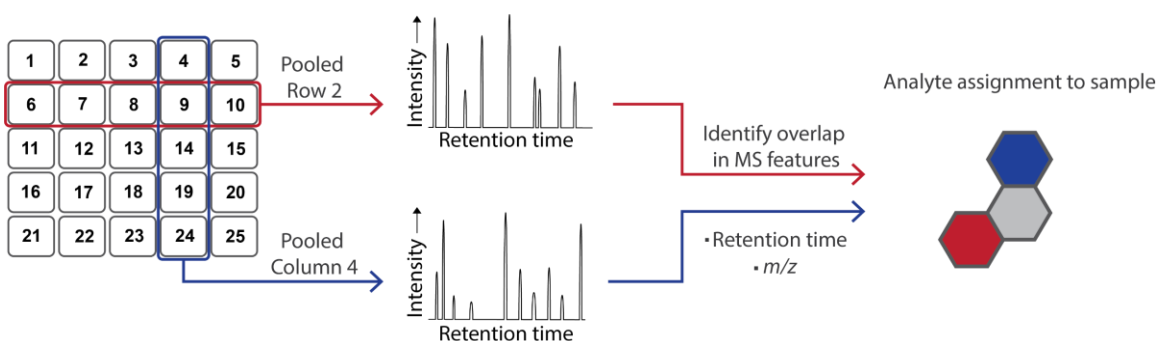 1 2 3 4 5
6 7 8 9 10
11 12 13 14 15
16 17 18 19 20
21 22 23 24 25
Pooled
Row 2
Pooled
Column 4
Intensity
Retention time
Intensity
Retention time
Identify overlap
in MS features
▪ Retention time
▪ m/z
Analyte assignment to sample